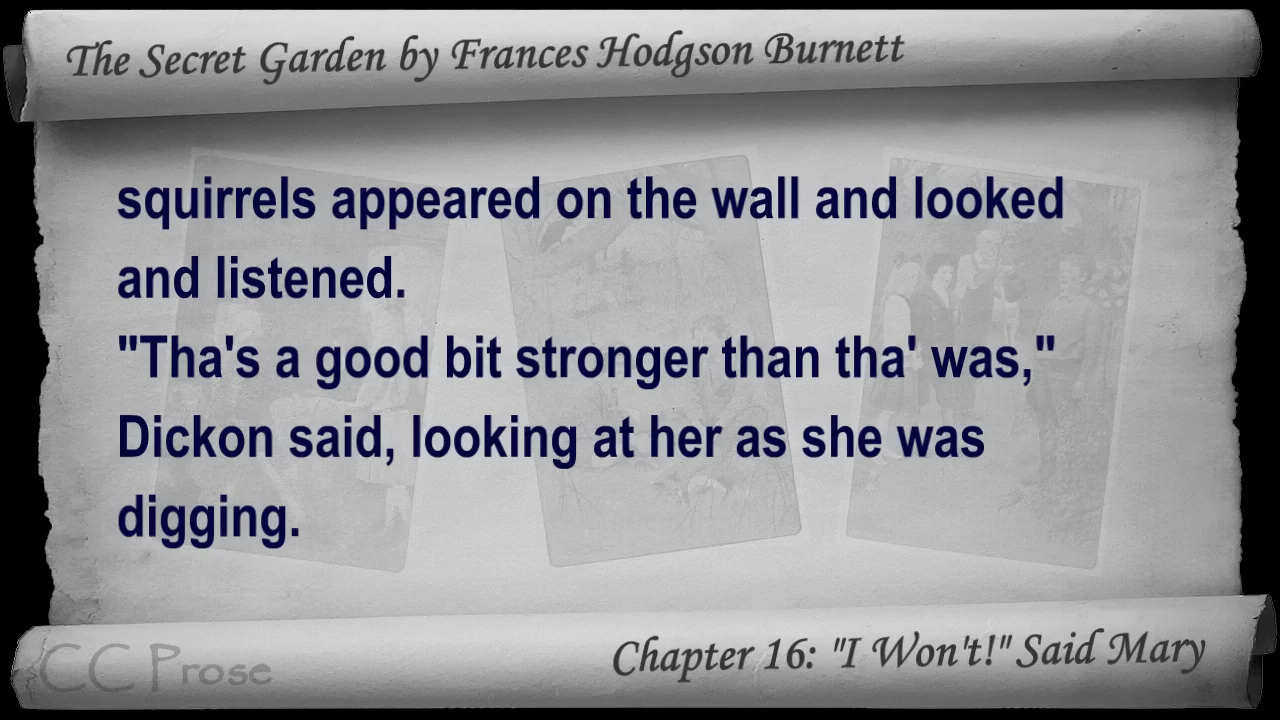 The Secret Garden by Frances Hodgson Burnett
squirrels appeared on the wall and looked
and listened.
"Tha's a good bit stronger than tha' was,"
Dickon said, looking at her as she was
digging.
CC Prose
Chapter 16: "I Won't!" Said Mary